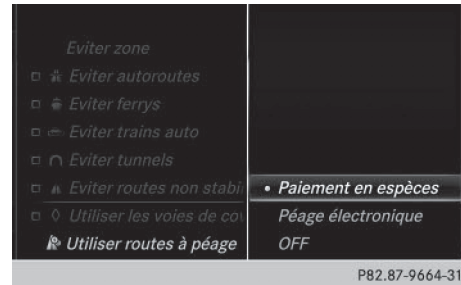 Eviter zone
Eviter autoroutes
Eviter ferrys
Eviter trains auto
Eviter tunnels
Eviter routes non stabi
Utiliser les voies de cov
Utiliser routes à péage
• Paiement en espèces
Péage électronique
OFF
P82.87-9664-31